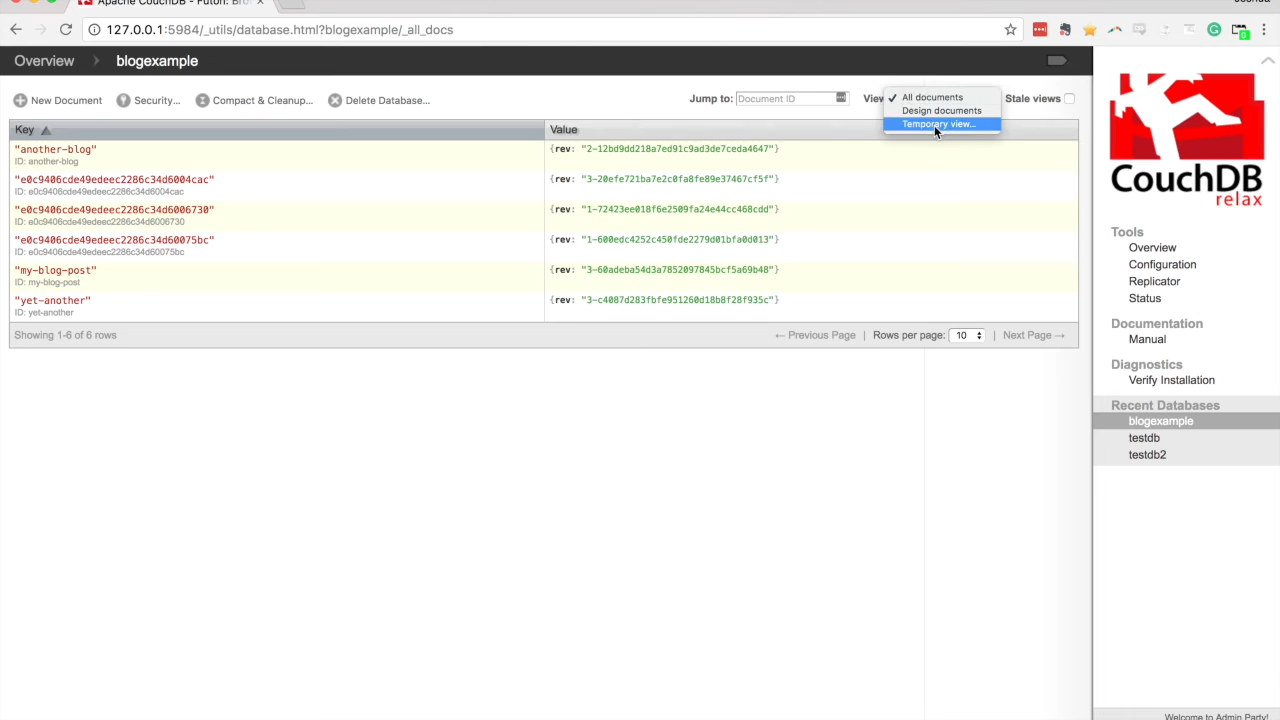 Apache CouchDB - Futon: Bro
Joshua
127.0.0.1:5984/_utils/database.html?blogexample/_all_docs
Overview
blogexample
New Document
Security...
Compact & Cleanup...
Delete Database...
Jump to:
Document ID
View
All documents
Design documents
Temporary view...
Stale views
Key
Value
"another-blog"
ID: another-blog
{rev: "2-12bd9dd218a7ed91c9ad3de7ceda4647"}
"e0c9406cde49edeec2286c34d6004cac"
ID: e0c9406cde49edeec2286c34d6004cac
{rev: "3-20efe721ba7e2c0fa8fe89e37467cf5f"}
"e0c9406cde49edeec2286c34d6006730"
ID: e0c9406cde49edeec2286c34d6006730
{rev: "1-72423ee018f6e2509fa24e44cc468cdd"}
"e0c9406cde49edeec2286c34d60075bc"
ID: e0c9406cde49edeec2286c34d60075bc
{rev: "1-600edc4252c450fde2279d01bfa0d013"}
"my-blog-post"
ID: my-blog-post
{rev: "3-60adeba54d3a7852097845bcf5a69b48"}
"yet-another"
ID: yet-another
{rev: "3-c4087d283fbfe951260d18b8f28f935c"}
Showing 1-6 of 6 rows
← Previous Page | Rows per page: 10 | Next Page →
CouchDB
relax
Tools
Overview
Configuration
Replicator
Status
Documentation
Manual
Diagnostics
Verify Installation
Recent Databases
blogexample
testdb
testdb2
Welcome to Admin Party!